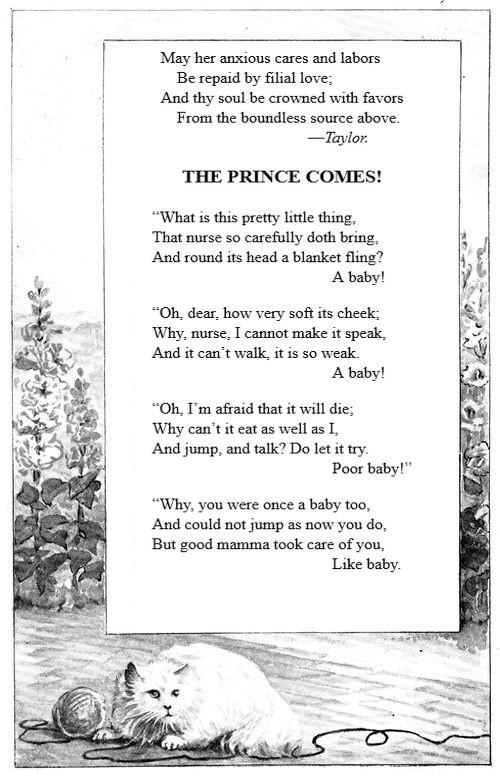 May her anxious cares and labors
Be repaid by filial love;
And thy soul be crowned with favors
From the boundless source above.
—Taylor.
THE PRINCE COMES!
“What is this pretty little thing,
That nurse so carefully doth bring,
And round its head a blanket fling?
A baby!
“Oh, dear, how very soft its cheek;
Why, nurse, I cannot make it speak,
And it can’t walk, it is so weak.
A baby!
“Oh, I’m afraid that it will die;
Why can’t it eat as well as I,
And jump, and talk? Do let it try.
Poor baby!”
“Why, you were once a baby too,
And could not jump as now you do,
But good mamma took care of you,
Like baby.